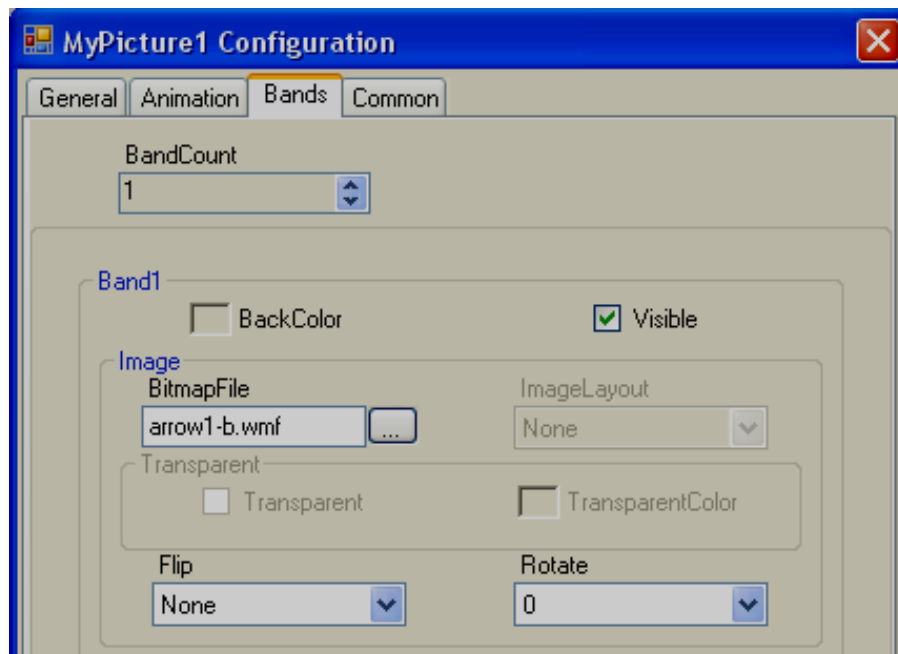 MyPicture1 Configuration
General Animation Bands Common
BandCount
1
Band1
BackColor Visible
Image
BitmapFile ImageLayout
arrow1-b.wmf ... None
Transparent
Transparent TransparentColor
Flip Rotate
None 0